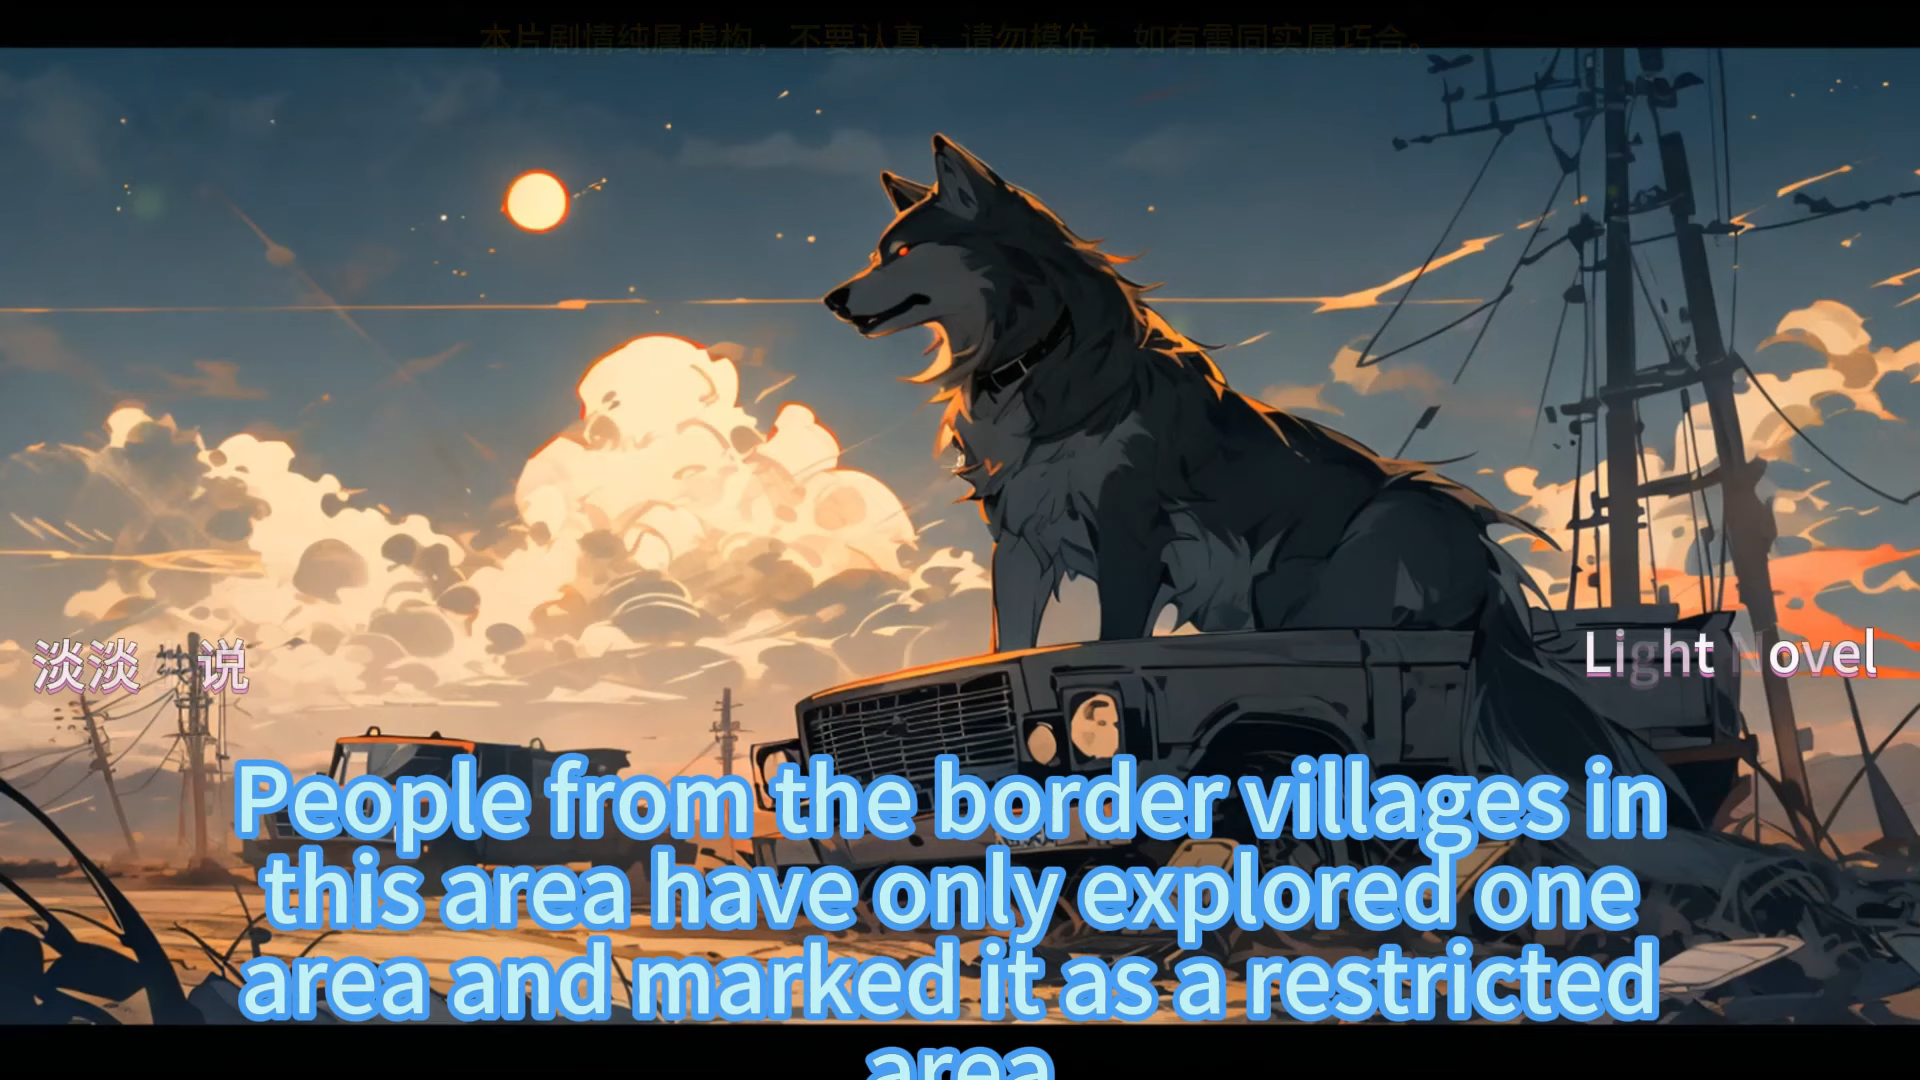 本片剧情纯属虚构，不要认真，请勿模仿，如有雷同实属巧合。
淡淡 说
Light Novel
People from the border villages in
this area have only explored one
area and marked it as a restricted
area